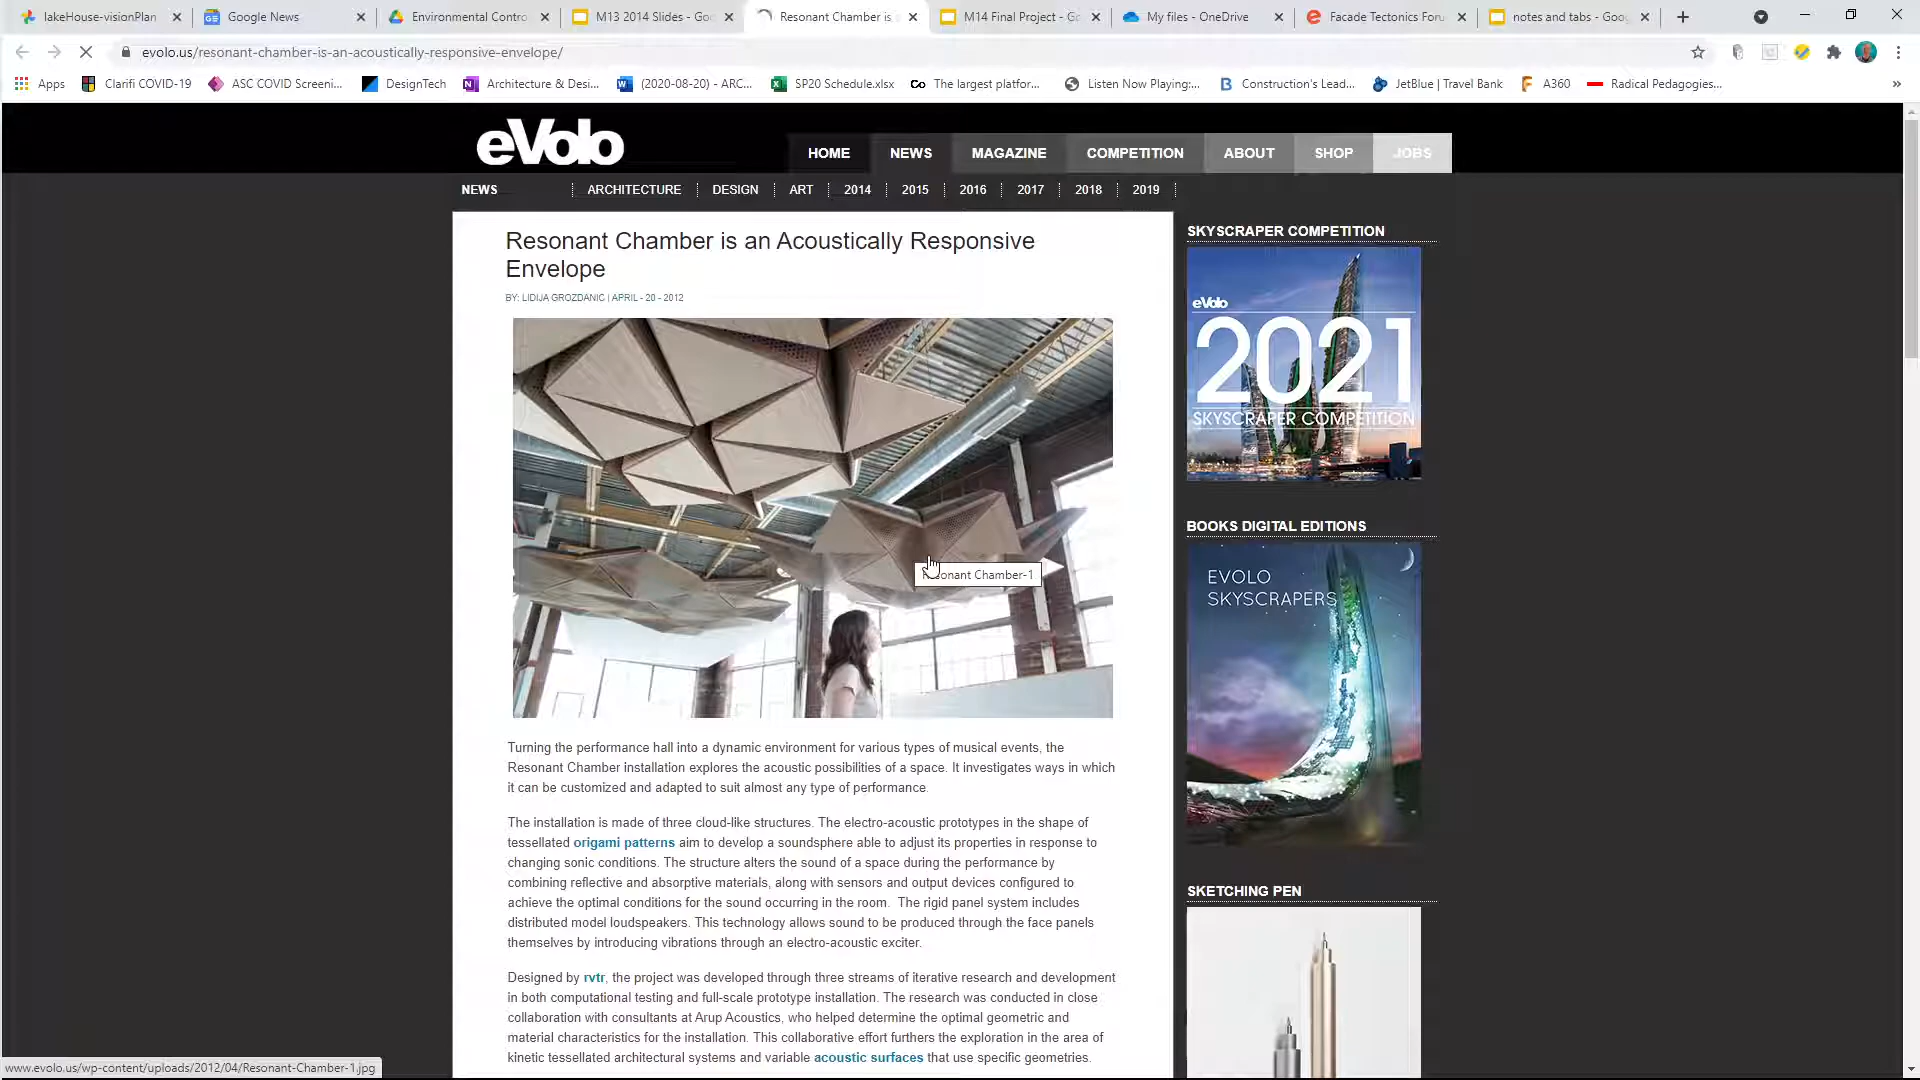 lakeHouse-visionPlan
Google News
Environmental Contro
M13 2014 Slides - Goo
Resonant Chamber is
M14 Final Project - Go
My files - OneDrive
Facade Tectonics Foru
notes and tabs - Goog
evolo.us/resonant-chamber-is-an-acoustically-responsive-envelope/
Apps
Clarifi COVID-19
ASC COVID Screeni...
DesignTech
Architecture & Desi...
(2020-08-20) - ARC...
SP20 Schedule.xlsx
The largest platfor...
Listen Now Playing:...
Construction's Lead...
JetBlue | Travel Bank
A360
Radical Pedagogies...
eVolo
HOME
NEWS
MAGAZINE
COMPETITION
ABOUT
SHOP
JOBS
NEWS
ARCHITECTURE
DESIGN
ART
2014
2015
2016
2017
2018
2019
Resonant Chamber is an Acoustically Responsive
Envelope
BY: LIDIJA GROZDANIC | APRIL - 20 - 2012
Resonant Chamber-1
Turning the performance hall into a dynamic environment for various types of musical events, the
Resonant Chamber installation explores the acoustic possibilities of a space. It investigates ways in which
it can be customized and adapted to suit almost any type of performance.
The installation is made of three cloud-like structures. The electro-acoustic prototypes in the shape of
tessellated origami patterns aim to develop a soundsphere able to adjust its properties in response to
changing sonic conditions. The structure alters the sound of a space during the performance by
combining reflective and absorptive materials, along with sensors and output devices configured to
achieve the optimal conditions for the sound occurring in the room. The rigid panel system includes
distributed model loudspeakers. This technology allows sound to be produced through the face panels
themselves by introducing vibrations through an electro-acoustic exciter.
Designed by rvtr, the project was developed through three streams of iterative research and development
in both computational testing and full-scale prototype installation. The research was conducted in close
collaboration with consultants at Arup Acoustics, who helped determine the optimal geometric and
material characteristics for the installation. This collaborative effort furthers the exploration in the area of
kinetic tessellated architectural systems and variable acoustic surfaces that use specific geometries.
SKYSCRAPER COMPETITION
eVolo
2021
SKYSCRAPER COMPETITION
BOOKS DIGITAL EDITIONS
EVOLO
SKYSCRAPERS
SKETCHING PEN
www.evolo.us/wp-content/uploads/2012/04/Resonant-Chamber-1.jpg